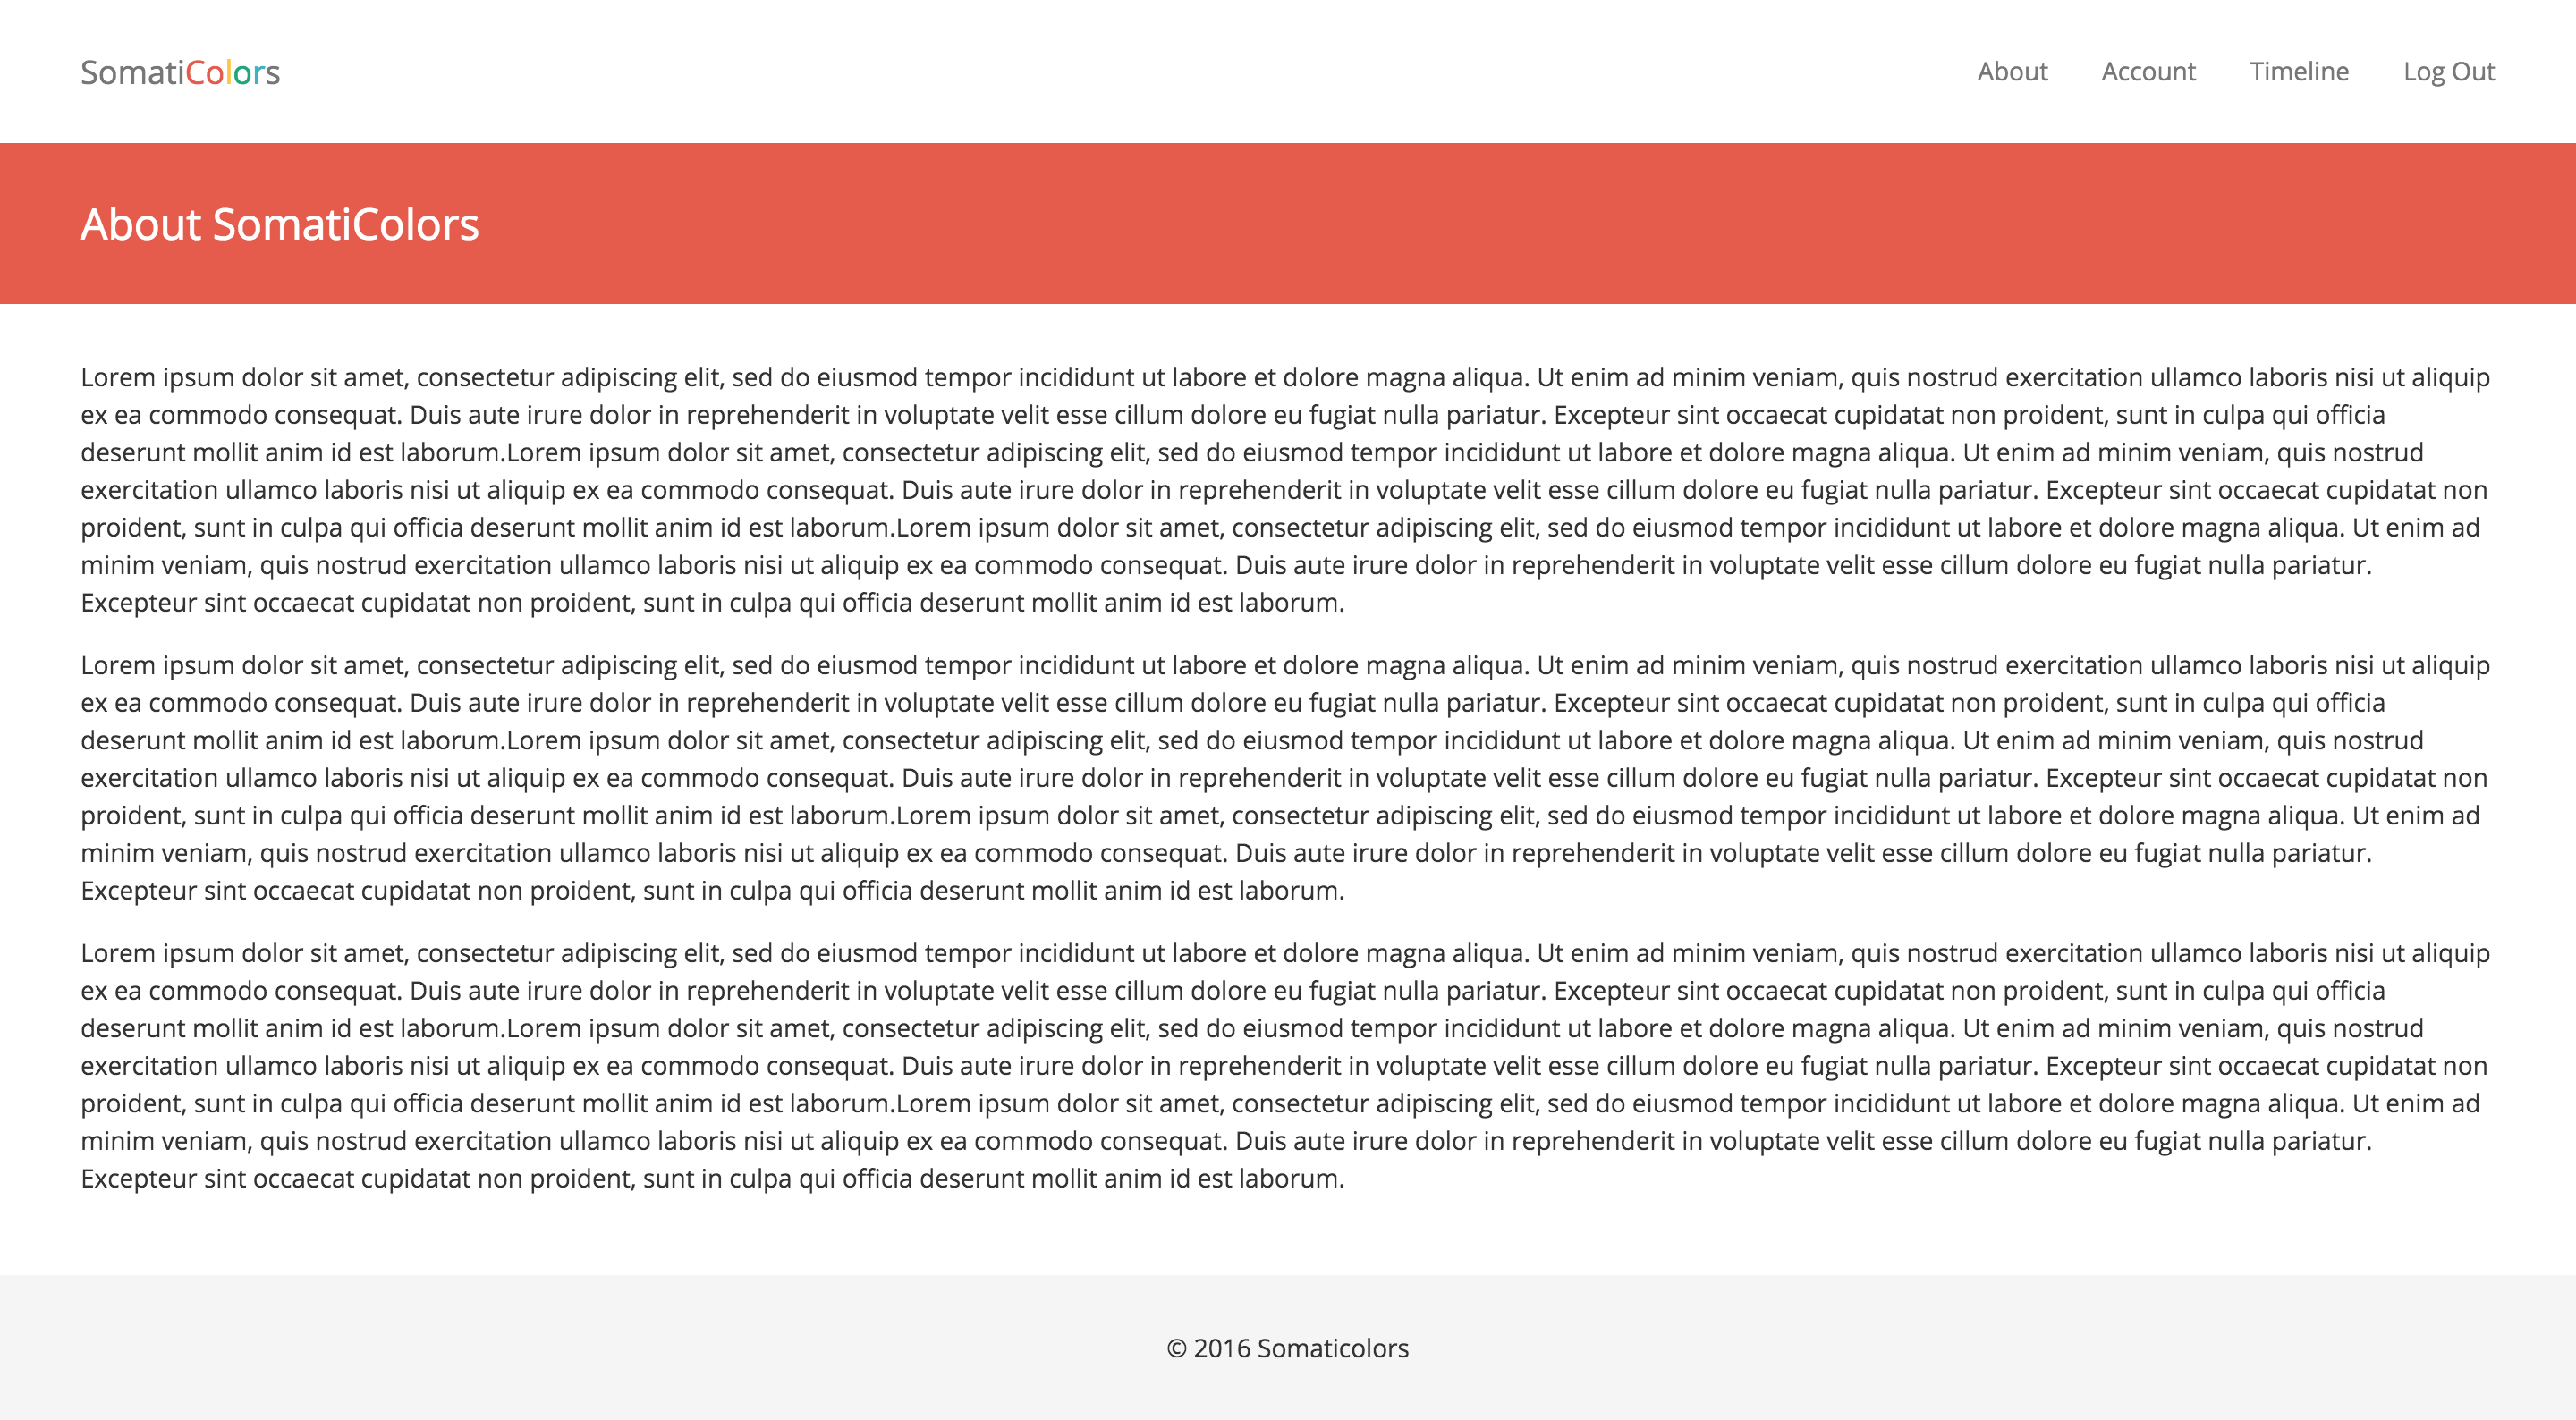 SomatiColors
About Account Timeline Log Out
About SomatiColors
Lorem ipsum dolor sit amet, consectetur adipiscing elit, sed do eiusmod tempor incididunt ut labore et dolore magna aliqua. Ut enim ad minim veniam, quis nostrud exercitation ullamco laboris nisi ut aliquip
ex ea commodo consequat. Duis aute irure dolor in reprehenderit in voluptate velit esse cillum dolore eu fugiat nulla pariatur. Excepteur sint occaecat cupidatat non proident, sunt in culpa qui officia
deserunt mollit anim id est laborum.Lorem ipsum dolor sit amet, consectetur adipiscing elit, sed do eiusmod tempor incididunt ut labore et dolore magna aliqua. Ut enim ad minim veniam, quis nostrud
exercitation ullamco laboris nisi ut aliquip ex ea commodo consequat. Duis aute irure dolor in reprehenderit in voluptate velit esse cillum dolore eu fugiat nulla pariatur. Excepteur sint occaecat cupidatat non
proident, sunt in culpa qui officia deserunt mollit anim id est laborum.Lorem ipsum dolor sit amet, consectetur adipiscing elit, sed do eiusmod tempor incididunt ut labore et dolore magna aliqua. Ut enim ad
minim veniam, quis nostrud exercitation ullamco laboris nisi ut aliquip ex ea commodo consequat. Duis aute irure dolor in reprehenderit in voluptate velit esse cillum dolore eu fugiat nulla pariatur.
Excepteur sint occaecat cupidatat non proident, sunt in culpa qui officia deserunt mollit anim id est laborum.
Lorem ipsum dolor sit amet, consectetur adipiscing elit, sed do eiusmod tempor incididunt ut labore et dolore magna aliqua. Ut enim ad minim veniam, quis nostrud exercitation ullamco laboris nisi ut aliquip
ex ea commodo consequat. Duis aute irure dolor in reprehenderit in voluptate velit esse cillum dolore eu fugiat nulla pariatur. Excepteur sint occaecat cupidatat non proident, sunt in culpa qui officia
deserunt mollit anim id est laborum.Lorem ipsum dolor sit amet, consectetur adipiscing elit, sed do eiusmod tempor incididunt ut labore et dolore magna aliqua. Ut enim ad minim veniam, quis nostrud
exercitation ullamco laboris nisi ut aliquip ex ea commodo consequat. Duis aute irure dolor in reprehenderit in voluptate velit esse cillum dolore eu fugiat nulla pariatur. Excepteur sint occaecat cupidatat non
proident, sunt in culpa qui officia deserunt mollit anim id est laborum.Lorem ipsum dolor sit amet, consectetur adipiscing elit, sed do eiusmod tempor incididunt ut labore et dolore magna aliqua. Ut enim ad
minim veniam, quis nostrud exercitation ullamco laboris nisi ut aliquip ex ea commodo consequat. Duis aute irure dolor in reprehenderit in voluptate velit esse cillum dolore eu fugiat nulla pariatur.
Excepteur sint occaecat cupidatat non proident, sunt in culpa qui officia deserunt mollit anim id est laborum.
Lorem ipsum dolor sit amet, consectetur adipiscing elit, sed do eiusmod tempor incididunt ut labore et dolore magna aliqua. Ut enim ad minim veniam, quis nostrud exercitation ullamco laboris nisi ut aliquip
ex ea commodo consequat. Duis aute irure dolor in reprehenderit in voluptate velit esse cillum dolore eu fugiat nulla pariatur. Excepteur sint occaecat cupidatat non proident, sunt in culpa qui officia
deserunt mollit anim id est laborum.Lorem ipsum dolor sit amet, consectetur adipiscing elit, sed do eiusmod tempor incididunt ut labore et dolore magna aliqua. Ut enim ad minim veniam, quis nostrud
exercitation ullamco laboris nisi ut aliquip ex ea commodo consequat. Duis aute irure dolor in reprehenderit in voluptate velit esse cillum dolore eu fugiat nulla pariatur. Excepteur sint occaecat cupidatat non
proident, sunt in culpa qui officia deserunt mollit anim id est laborum.Lorem ipsum dolor sit amet, consectetur adipiscing elit, sed do eiusmod tempor incididunt ut labore et dolore magna aliqua. Ut enim ad
minim veniam, quis nostrud exercitation ullamco laboris nisi ut aliquip ex ea commodo consequat. Duis aute irure dolor in reprehenderit in voluptate velit esse cillum dolore eu fugiat nulla pariatur.
Excepteur sint occaecat cupidatat non proident, sunt in culpa qui officia deserunt mollit anim id est laborum.
© 2016 Somaticolors